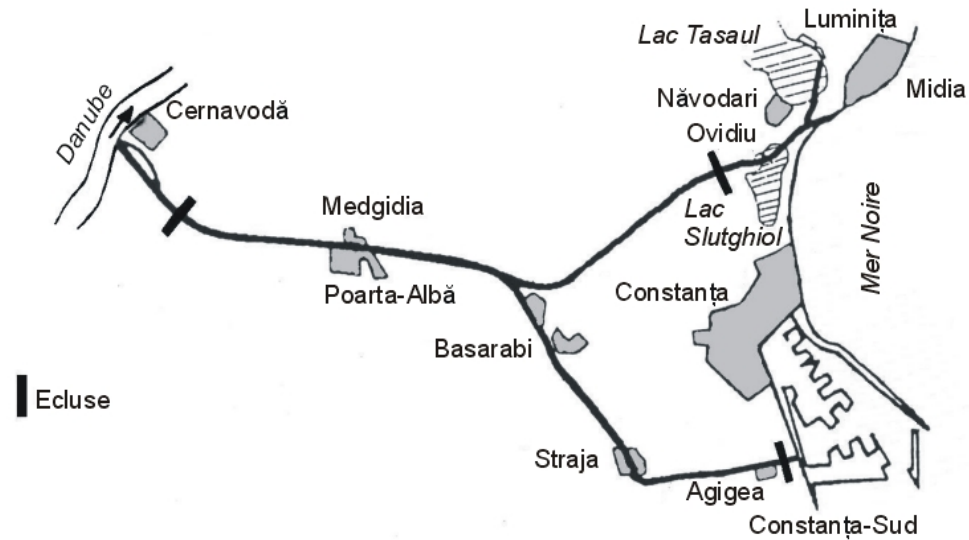 Luminița
Lac Tasaul
Midia
Năvodari
Danube
Cernavodă
Ovidiu
Medgidia
Lac
Slutghiol
Mer Noire
Poarta-Albă
Constanța
Basarabi
Ecluse
Straja
Agigea
Constanța-Sud